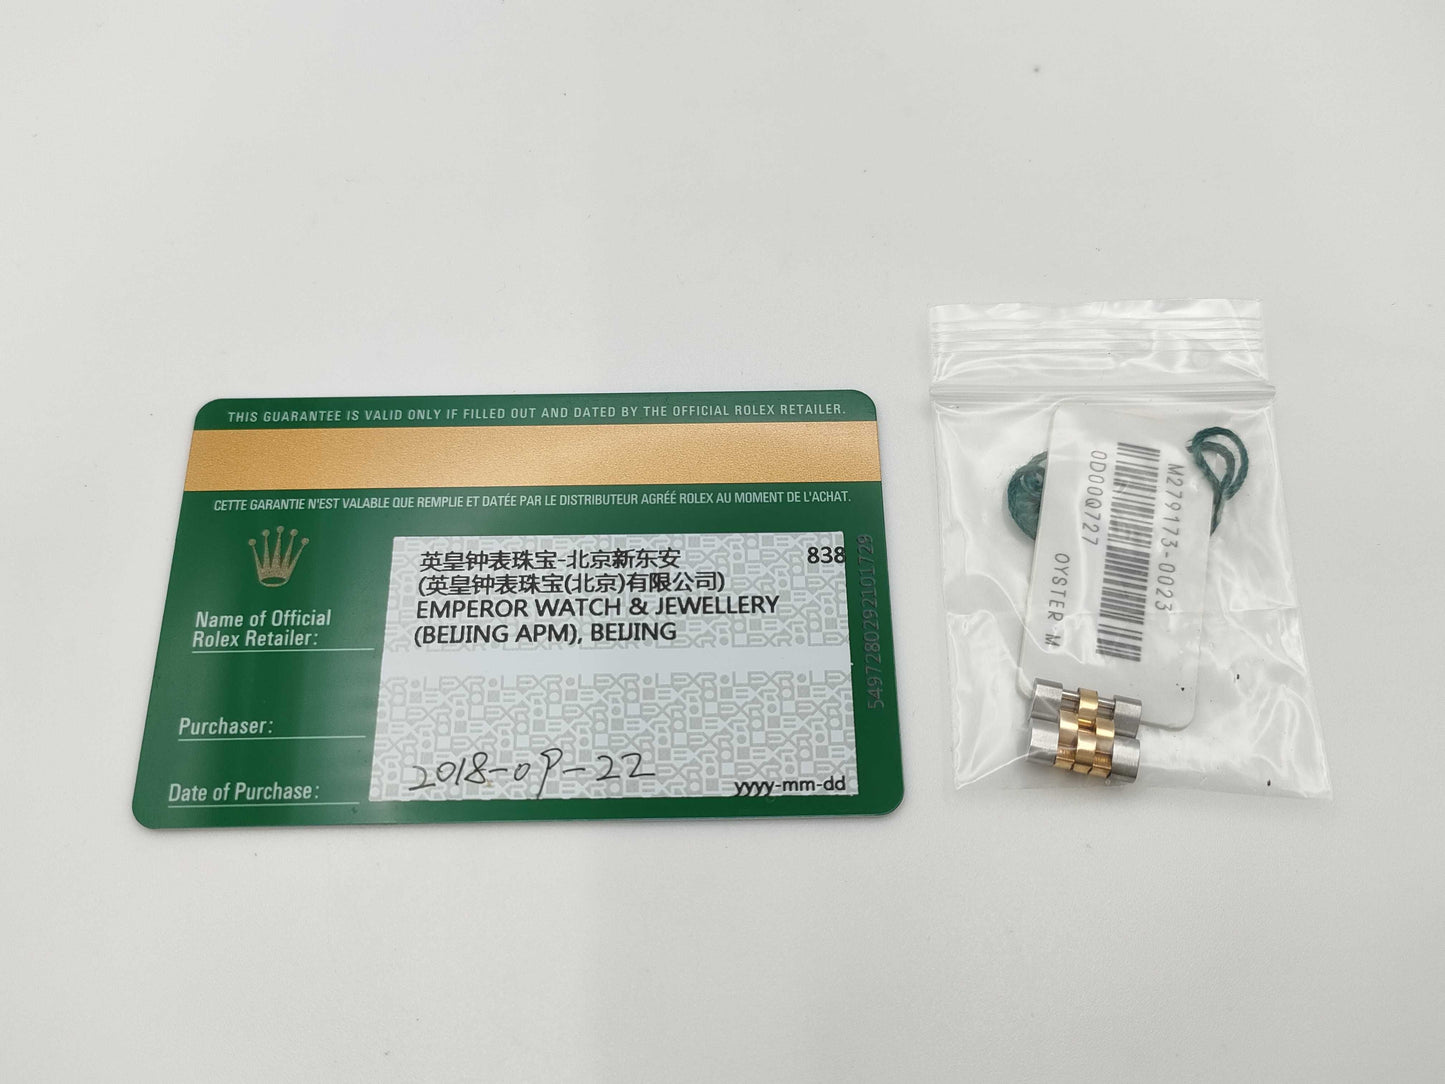 THIS GUARANTEE IS VALID ONLY IF FILLED OUT AND DATED BY THE OFFICIAL ROLEX RETAILER.
CETTE GARANTIE N'EST VALABLE QUE REMPLIE ET DATÉE PAR LE DISTRIBUTEUR AGRÉÉ ROLEX AU MOMENT DE L'ACHAT.
Name of Official
Rolex Retailer:
英皇钟表珠宝-北京新东安
838
(英皇钟表珠宝(北京)有限公司)
EMPEROR WATCH & JEWELLERY
(BEIJING APM), BEIJING
Purchaser:
Date of Purchase:
2018-09-22
yyyy-mm-dd
5497280292101729
M279173-0023
0D000727
OYSTER M